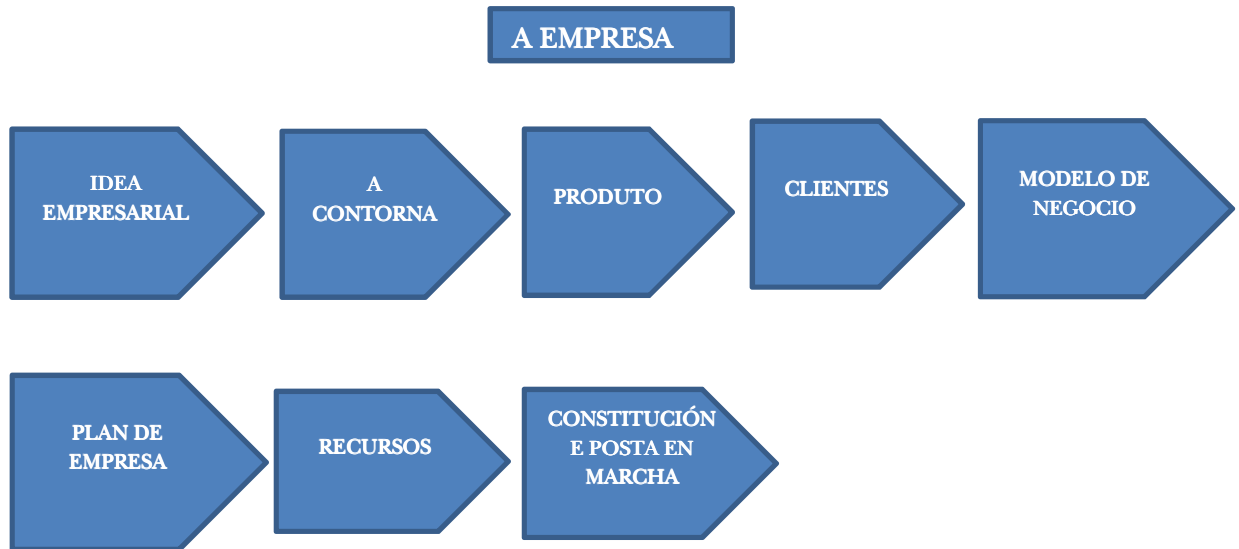 A EMPRESA
IDEA
EMPRESARIAL
A
CONTORNA
PRODUTO
CLIENTES
MODELO DE
NEGOCIO
PLAN DE
EMPRESA
RECURSOS
CONSTITUCIÓN
E POSTA EN
MARCHA